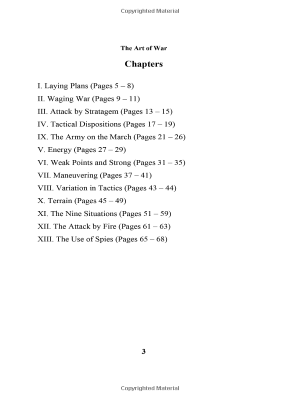 Copyrighted Material
The Art of War
Chapters
I. Laying Plans (Pages 5 – 8)
II. Waging War (Pages 9 – 11)
III. Attack by Stratagem (Pages 13 – 15)
IV. Tactical Dispositions (Pages 17 – 19)
IX. The Army on the March (Pages 21 – 26)
V. Energy (Pages 27 – 29)
VI. Weak Points and Strong (Pages 31 – 35)
VII. Maneuvering (Pages 37 – 41)
VIII. Variation in Tactics (Pages 43 – 44)
X. Terrain (Pages 45 – 49)
XI. The Nine Situations (Pages 51 – 59)
XII. The Attack by Fire (Pages 61 – 63)
XIII. The Use of Spies (Pages 65 – 68)
3
Copyrighted Material